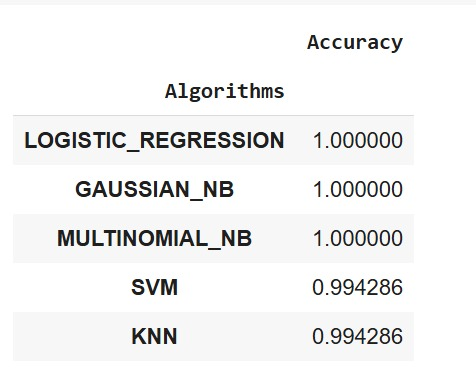 Accuracy
Algorithms
LOGISTIC_REGRESSION 1.000000
GAUSSIAN_NB 1.000000
MULTINOMIAL_NB 1.000000
SVM 0.994286
KNN 0.994286